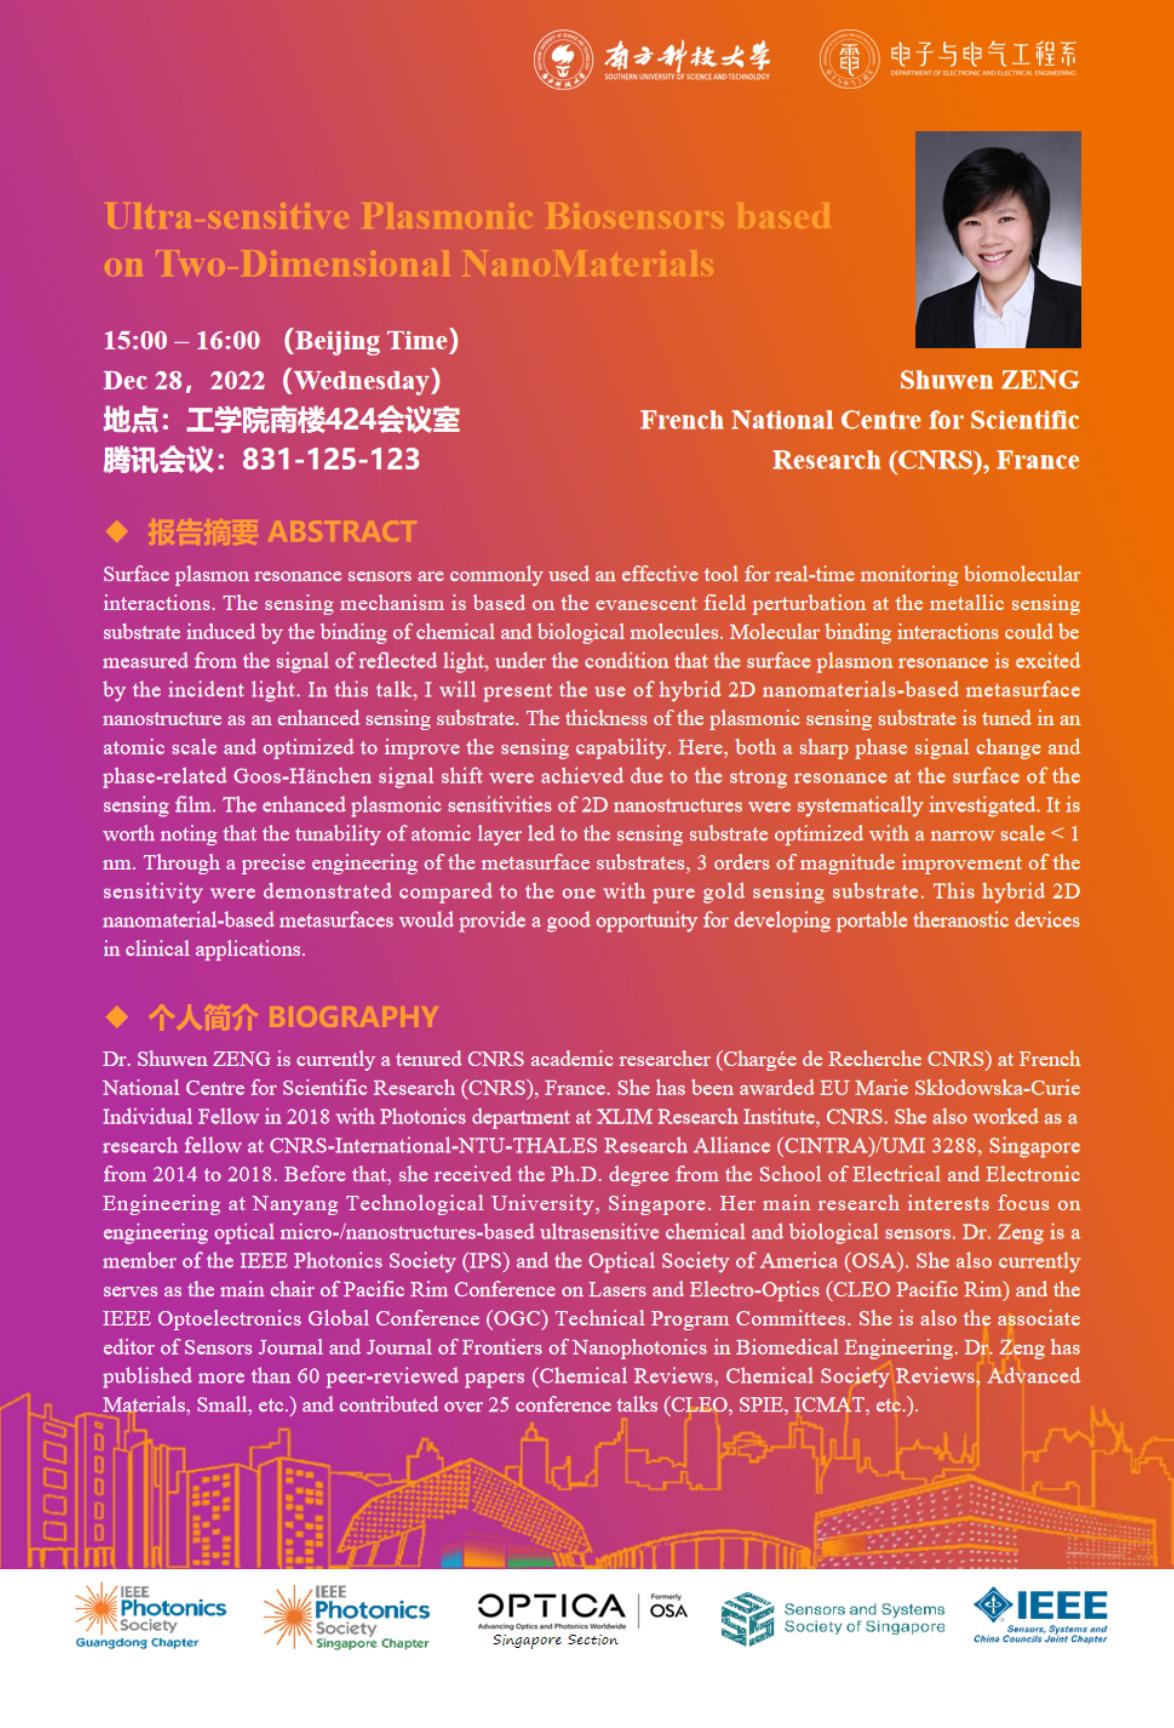 南方科技大学
SOUTHERN UNIVERSITY OF SCIENCE AND TECHNOLOGY
电子与电气工程系
DEPARTMENT OF ELECTRONIC AND ELECTRICAL ENGINEERING
Ultra-sensitive Plasmonic Biosensors based
on Two-Dimensional NanoMaterials
15:00 – 16:00 （Beijing Time）
Dec 28，2022（Wednesday）
地点：工学院南楼424会议室
腾讯会议：831-125-123
Shuwen ZENG
French National Centre for Scientific
Research (CNRS), France
◆ 报告摘要 ABSTRACT
Surface plasmon resonance sensors are commonly used an effective tool for real-time monitoring biomolecular
interactions. The sensing mechanism is based on the evanescent field perturbation at the metallic sensing
substrate induced by the binding of chemical and biological molecules. Molecular binding interactions could be
measured from the signal of reflected light, under the condition that the surface plasmon resonance is excited
by the incident light. In this talk, I will present the use of hybrid 2D nanomaterials-based metasurface
nanostructure as an enhanced sensing substrate. The thickness of the plasmonic sensing substrate is tuned in an
atomic scale and optimized to improve the sensing capability. Here, both a sharp phase signal change and
phase-related Goos-Hänchen signal shift were achieved due to the strong resonance at the surface of the
sensing film. The enhanced plasmonic sensitivities of 2D nanostructures were systematically investigated. It is
worth noting that the tunability of atomic layer led to the sensing substrate optimized with a narrow scale < 1
nm. Through a precise engineering of the metasurface substrates, 3 orders of magnitude improvement of the
sensitivity were demonstrated compared to the one with pure gold sensing substrate. This hybrid 2D
nanomaterial-based metasurfaces would provide a good opportunity for developing portable theranostic devices
in clinical applications.
◆ 个人简介 BIOGRAPHY
Dr. Shuwen ZENG is currently a tenured CNRS academic researcher (Chargée de Recherche CNRS) at French
National Centre for Scientific Research (CNRS), France. She has been awarded EU Marie Skłodowska-Curie
Individual Fellow in 2018 with Photonics department at XLIM Research Institute, CNRS. She also worked as a
research fellow at CNRS-International-NTU-THALES Research Alliance (CINTRA)/UMI 3288, Singapore
from 2014 to 2018. Before that, she received the Ph.D. degree from the School of Electrical and Electronic
Engineering at Nanyang Technological University, Singapore. Her main research interests focus on
engineering optical micro-/nanostructures-based ultrasensitive chemical and biological sensors. Dr. Zeng is a
member of the IEEE Photonics Society (IPS) and the Optical Society of America (OSA). She also currently
serves as the main chair of Pacific Rim Conference on Lasers and Electro-Optics (CLEO Pacific Rim) and the
IEEE Optoelectronics Global Conference (OGC) Technical Program Committees. She is also the associate
editor of Sensors Journal and Journal of Frontiers of Nanophotonics in Biomedical Engineering. Dr. Zeng has
published more than 60 peer-reviewed papers (Chemical Reviews, Chemical Society Reviews, Advanced
Materials, Small, etc.) and contributed over 25 conference talks (CLEO, SPIE, ICMAT, etc.).
IEEE
Photonics
Society
Guangdong Chapter
IEEE
Photonics
Society
Singapore Chapter
OPTICA
Advancing Optics and Photonics Worldwide
Formerly
OSA
Singapore Section
Sensors and Systems
Society of Singapore
IEEE
Sensors, Systems and
China Councils Joint Chapter